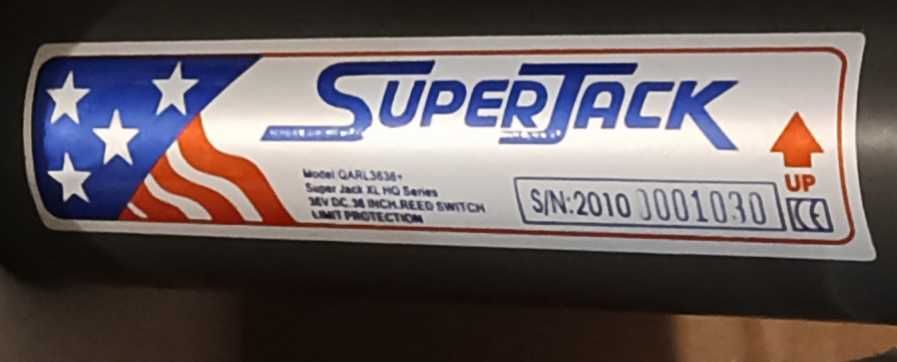 SUPERJACK
Model QARL3636+
Super Jack XL HQ Series
36V DC.36 INCH.REED SWITCH
LIMIT PROTECTION
S/N:2010 0001030
UP
CE